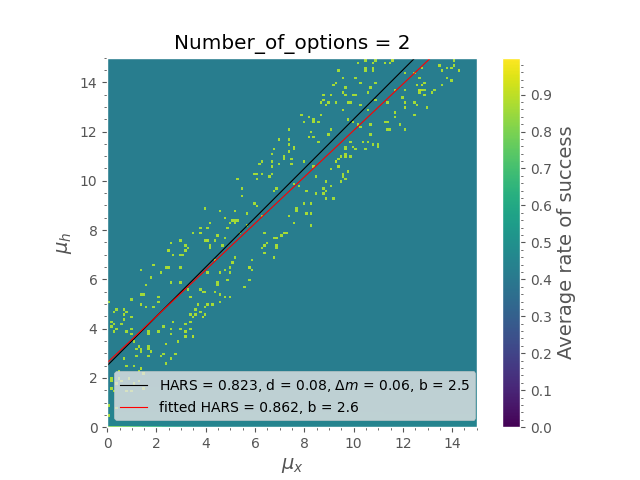 Number_of_options = 2
μh
14
12
10
8
6
4
2
0
HARS = 0.823, d = 0.08, Δm = 0.06, b = 2.5
fitted HARS = 0.862, b = 2.6
0 2 4 6 8 10 12 14
μx
0.9
0.8
0.7
0.6
0.5
0.4
0.3
0.2
0.1
0.0
Average rate of success